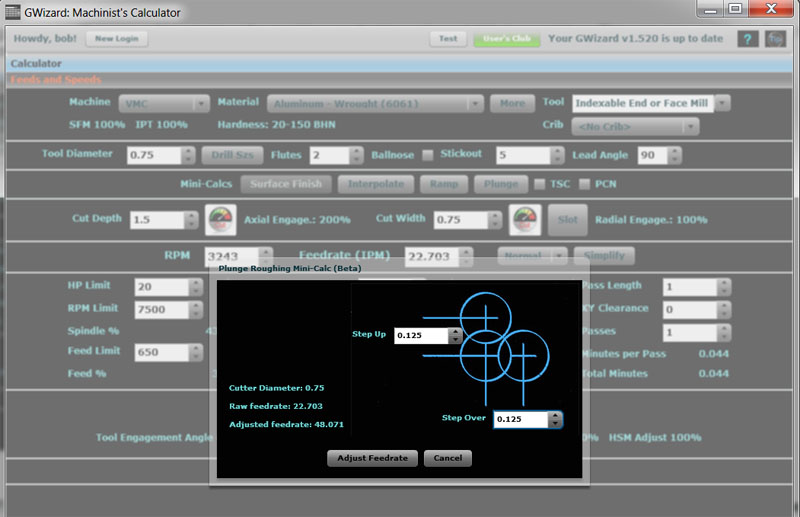 GWizard: Machinist's Calculator
Howdy, bob! New Login Test User's Club Your GWizard v1.520 is up to date ?
Calculator
Feeds and Speeds
Machine VMC Material Aluminum - Wrought (6061) More Tool Indexable End or Face Mill
SFM 100% IPT 100% Hardness: 20-150 BHN Crib <No Crib>
Tool Diameter 0.75 Drill Szs Flutes 2 Ballnose Stickout 5 Lead Angle 90
Mini-Calcs Surface Finish Interpolate Ramp Plunge TSC PCN
Cut Depth 1.5 Axial Engage.: 200% Cut Width 0.75 Slot Radial Engage.: 100%
RPM 3243 Feedrate (IPM) 22.703 Normal Simplify
Plunge Roughing Mini-Calc (Beta)
HP Limit 20 Pass Length 1
RPM Limit 7500 XY Clearance 0
Spindle % Passes 1
Feed Limit 650 Minutes per Pass 0.044
Feed % Total Minutes 0.044
Step Up 0.125
Cutter Diameter: 0.75
Raw feedrate: 22.703
Adjusted feedrate: 48.071
Step Over 0.125
Tool Engagement Angle HSM Adjust 100%
Adjust Feedrate Cancel